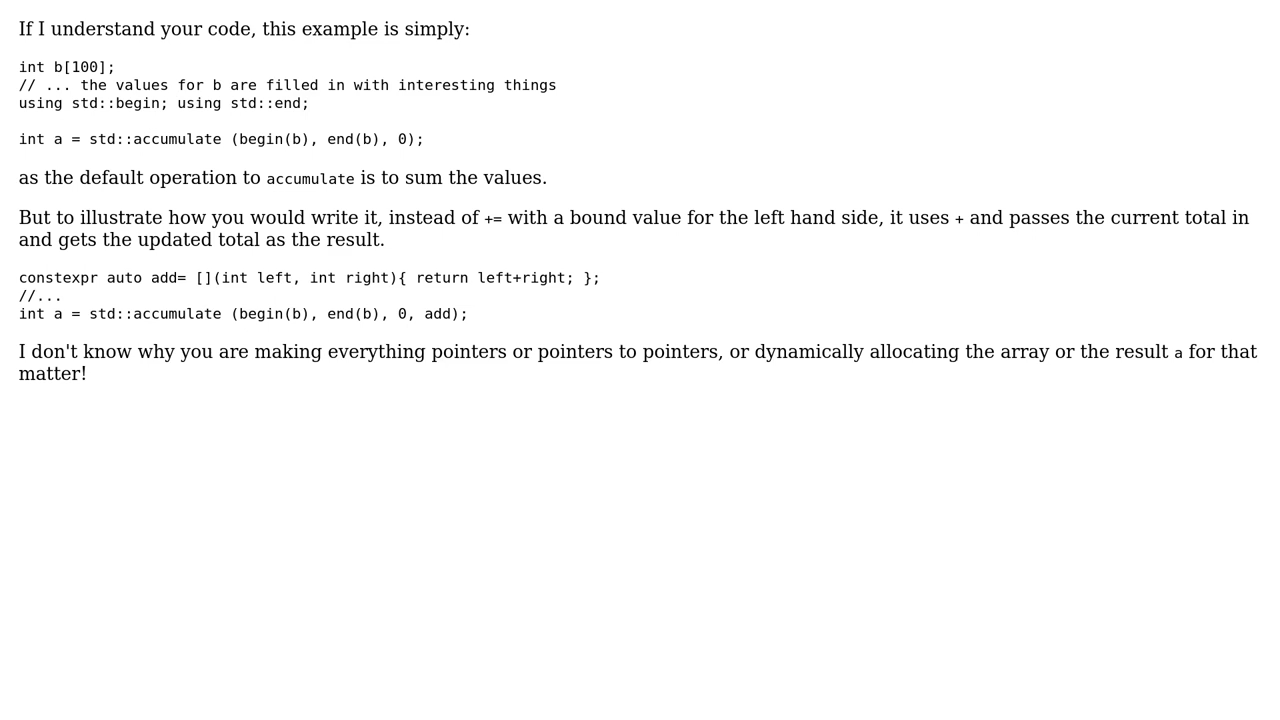 If I understand your code, this example is simply:
int b[100];
// ... the values for b are filled in with interesting things
using std::begin; using std::end;
int a = std::accumulate (begin(b), end(b), 0);
as the default operation to accumulate is to sum the values.
But to illustrate how you would write it, instead of += with a bound value for the left hand side, it uses + and passes the current total in
and gets the updated total as the result.
constexpr auto add= [](int left, int right){ return left+right; };
//...
int a = std::accumulate (begin(b), end(b), 0, add);
I don't know why you are making everything pointers or pointers to pointers, or dynamically allocating the array or the result a for that
matter!